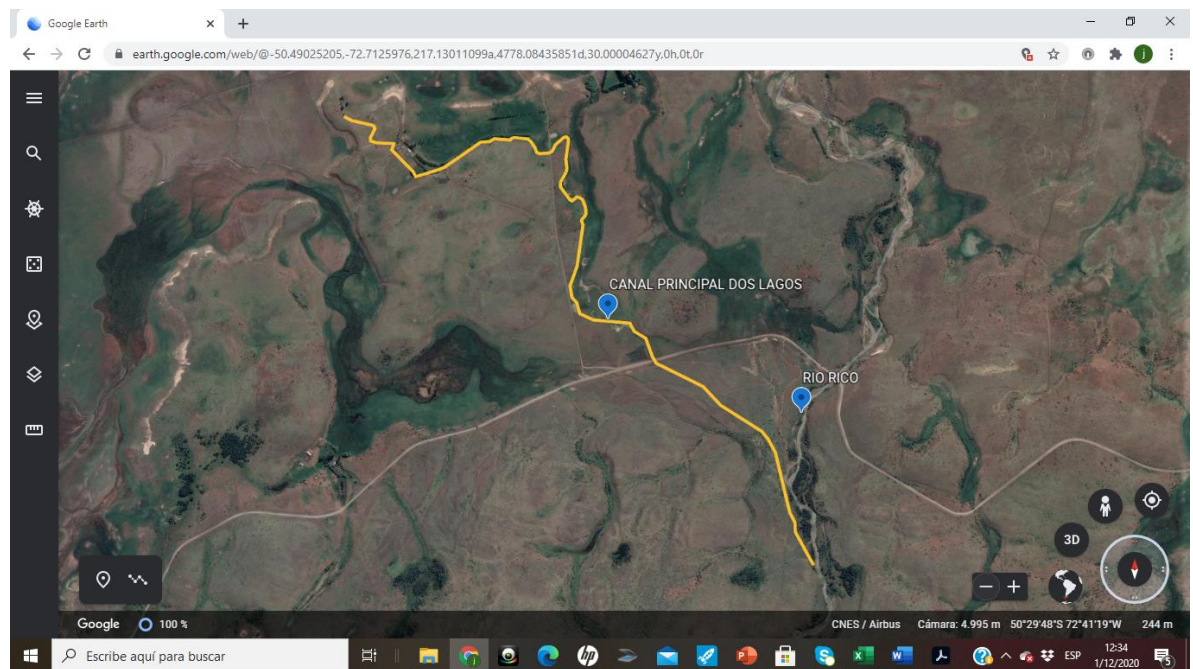 Google Earth
earth.google.com/web/@-50.49025205,-72.7125976,217.13011099a,4778.08435851d,30.00004627y,0h,0t,0r
CANAL PRINCIPAL DOS LAGOS
RIO RICO
3D
Google 100 % CNES / Airbus Cámara: 4.995 m 50°29'48"S 72°41'19"W 244 m
Escribe aquí para buscar
ESP
12:34
1/12/2020